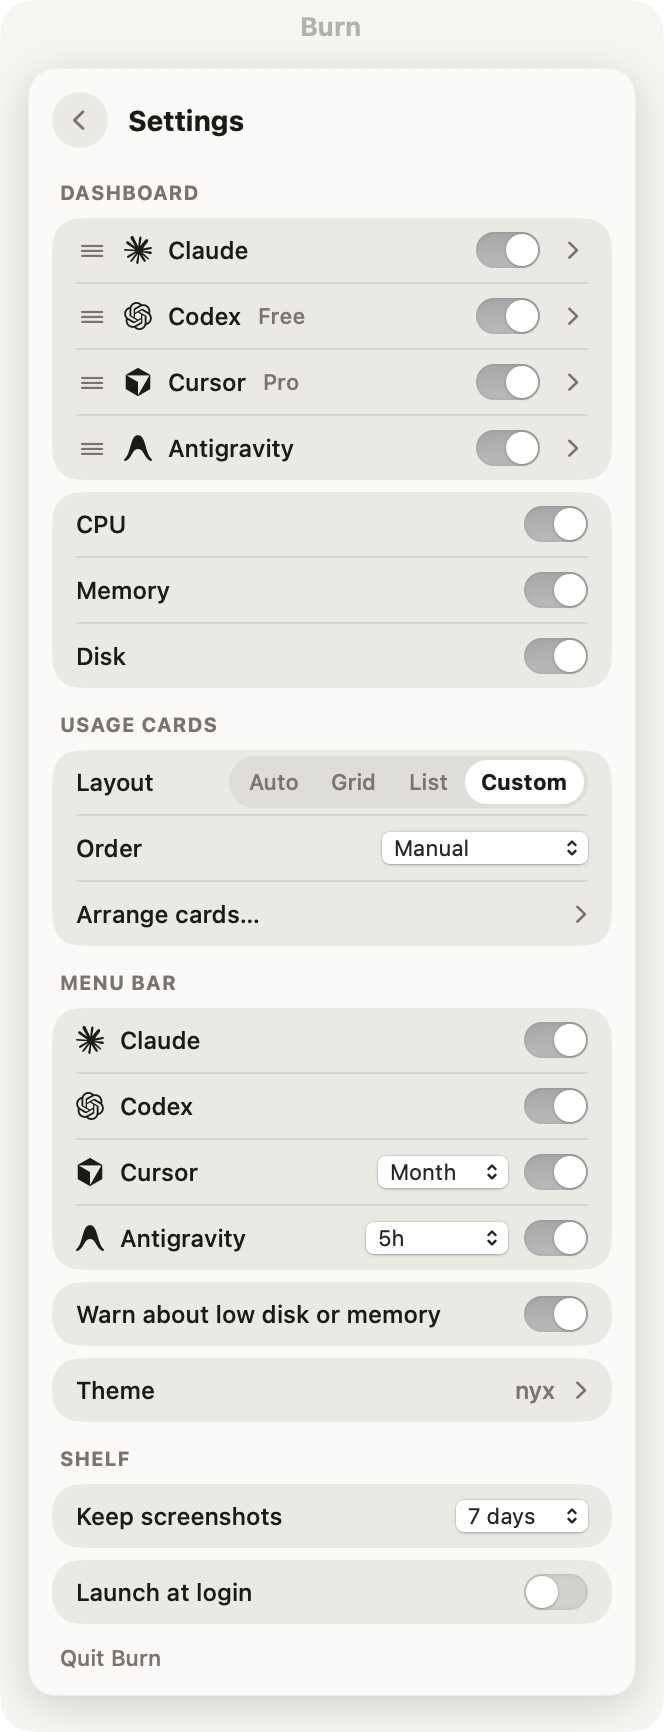 Burn
Settings
DASHBOARD
Claude
Codex Free
Cursor Pro
Antigravity
CPU
Memory
Disk
USAGE CARDS
Layout Auto Grid List Custom
Order Manual
Arrange cards...
MENU BAR
Claude
Codex
Cursor Month
Antigravity 5h
Warn about low disk or memory
Theme nyx
SHELF
Keep screenshots 7 days
Launch at login
Quit Burn